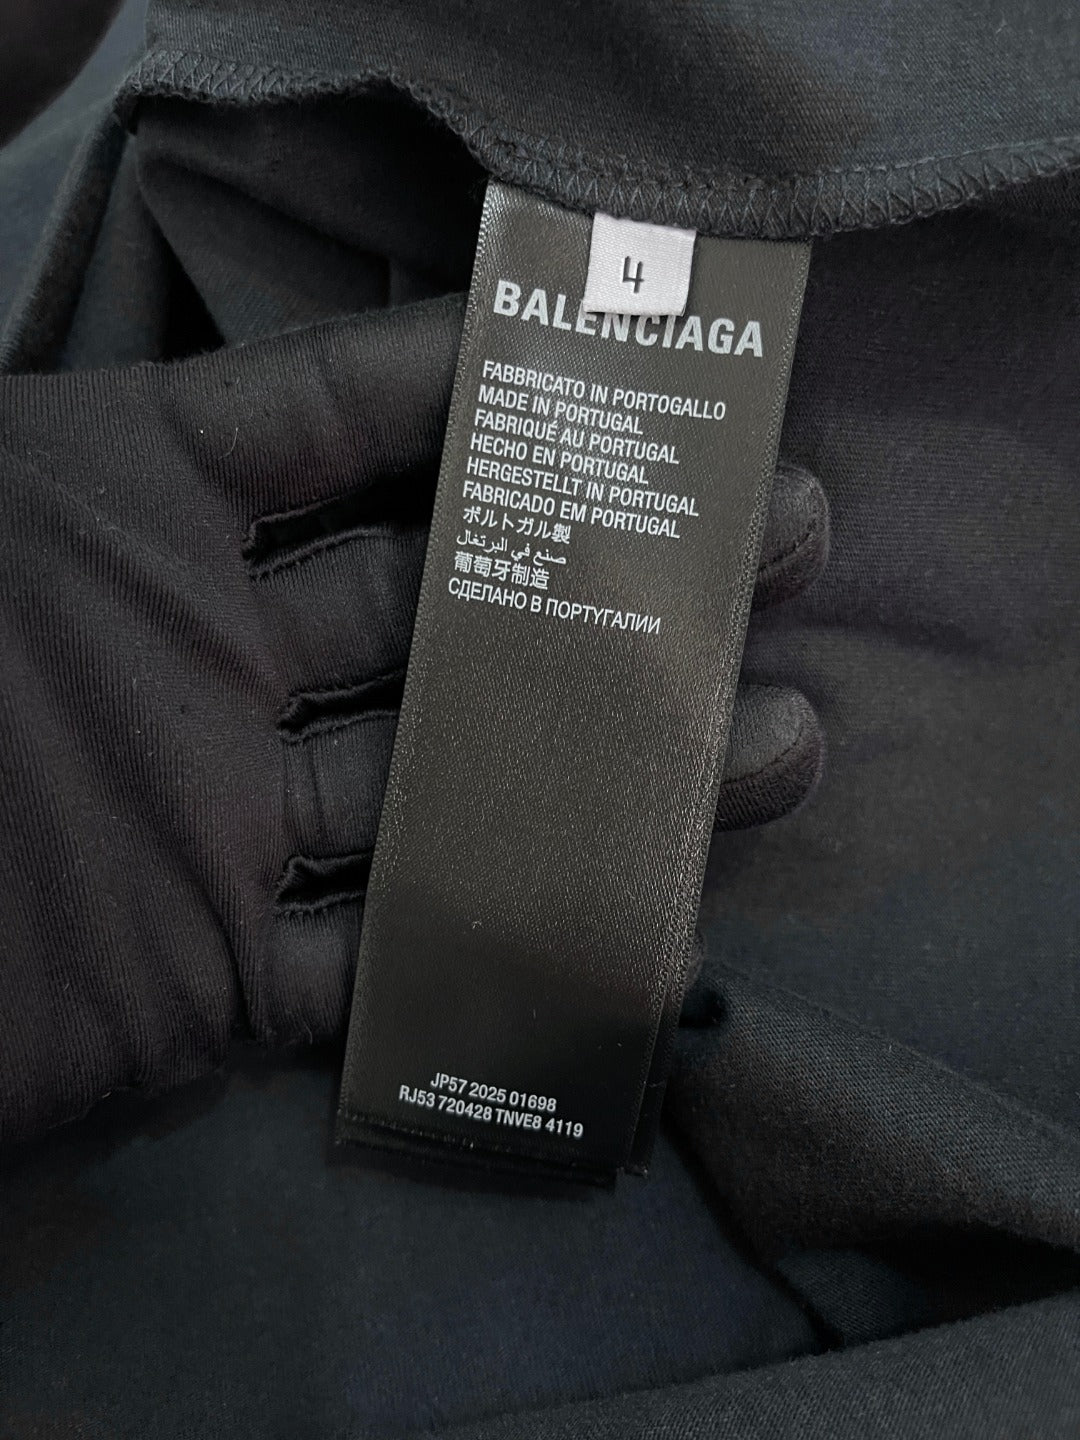 4
BALENCIAGA
FABBRICATO IN PORTOGALLO
MADE IN PORTUGAL
FABRIQUÉ AU PORTUGAL
HECHO EN PORTUGAL
HERGESTELLT IN PORTUGAL
FABRICADO EM PORTUGAL
ポルトガル製
صنع في البرتغال
葡萄牙制造
СДЕЛАНО В ПОРТУГАЛИИ
JP57 2025 01698
RJ53 720428 TNVE8 4119